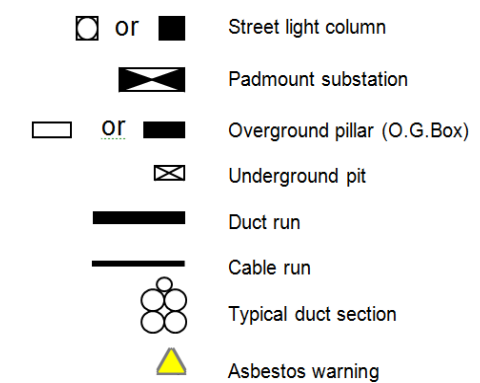 or Street light column
Padmount substation
or Overground pillar (O.G.Box)
Underground pit
Duct run
Cable run
Typical duct section
Asbestos warning